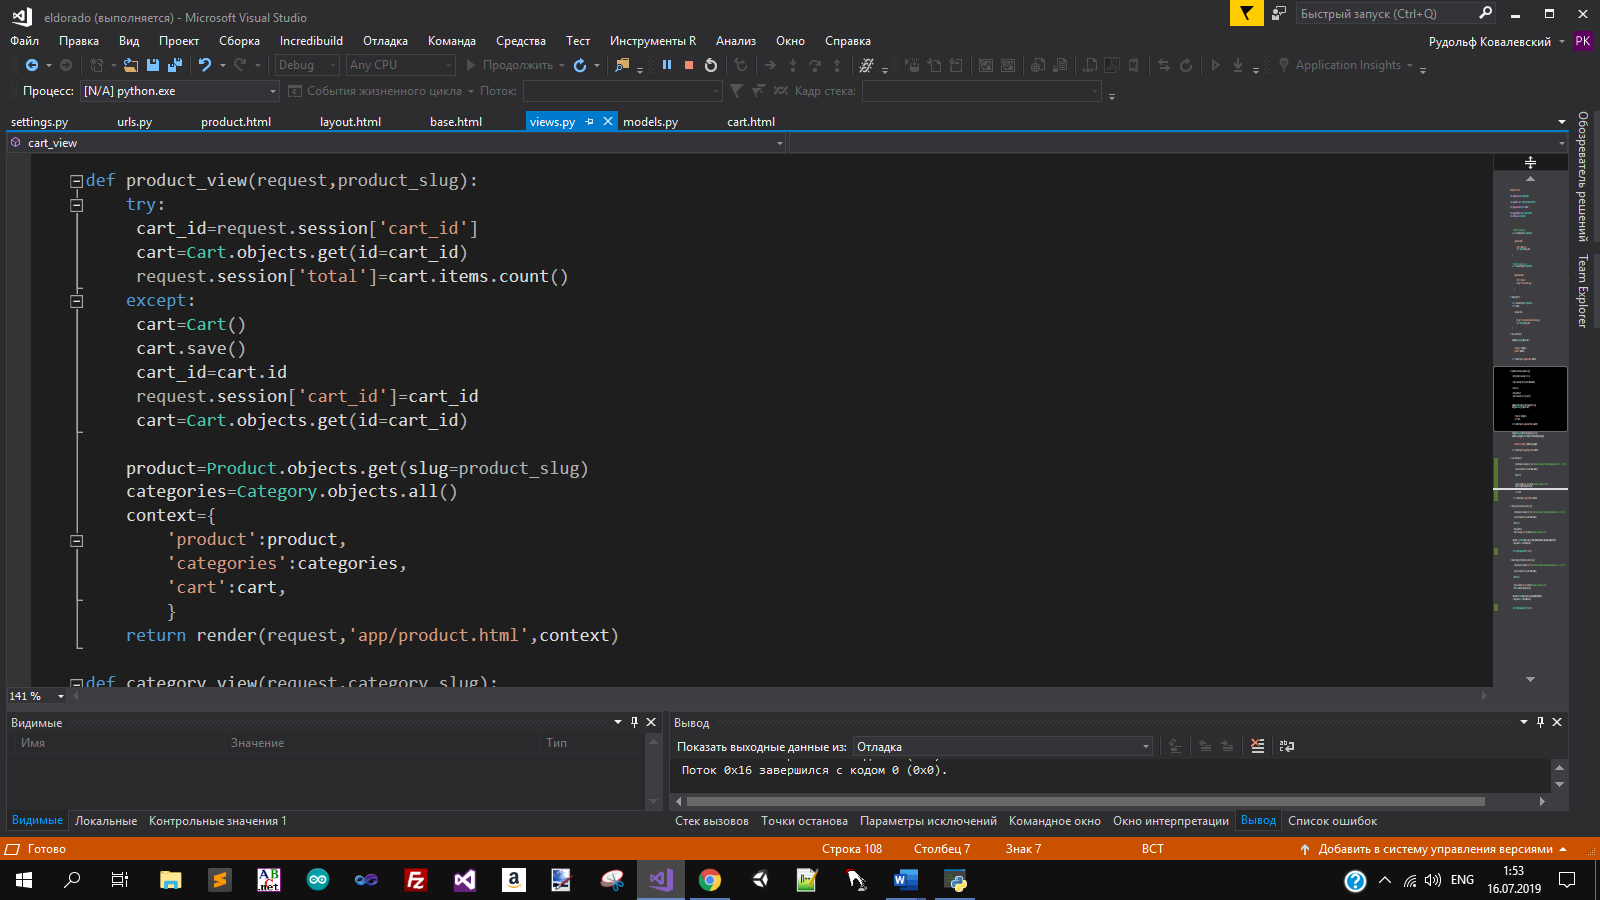 eldorado (выполняется) - Microsoft Visual Studio
Быстрый запуск (Ctrl+Q)
Файл Правка Вид Проект Сборка Incredibuild Отладка Команда Средства Тест Инструменты R Анализ Окно Справка
Рудольф Ковалевский РК
Debug Any CPU Продолжить Application Insights
Процесс: [N/A] python.exe События жизненного цикла Поток: Кадр стека:
settings.py urls.py product.html layout.html base.html views.py models.py cart.html
cart_view
def product_view(request,product_slug):
try:
cart_id=request.session['cart_id']
cart=Cart.objects.get(id=cart_id)
request.session['total']=cart.items.count()
except:
cart=Cart()
cart.save()
cart_id=cart.id
request.session['cart_id']=cart_id
cart=Cart.objects.get(id=cart_id)
product=Product.objects.get(slug=product_slug)
categories=Category.objects.all()
context={
'product':product,
'categories':categories,
'cart':cart,
}
return render(request,'app/product.html',context)
def category_view(request,category_slug):
Обозреватель решений
Team Explorer
141 %
Видимые
Имя Значение Тип
Видимые Локальные Контрольные значения 1
Вывод
Показать выходные данные из: Отладка
Поток 0x16 завершился с кодом 0 (0x0).
Стек вызовов Точки останова Параметры исключений Командное окно Окно интерпретации Вывод Список ошибок
Готово Строка 108 Столбец 7 Знак 7 ВСТ Добавить в систему управления версиями
ENG
1:53
16.07.2019